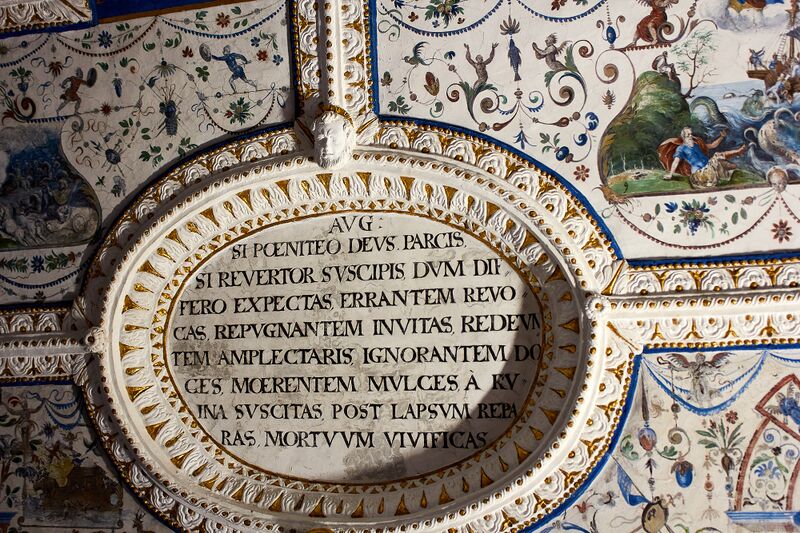 AVG:
SI POENITEO, DEVS, PARCIS,
SI REVERTOR SVSCIPIS DVM DIF,
FERO EXPECTAS, ERRANTEM REVO
CAS, REPVGNANTEM INVITAS, REDEVN
TEM AMPLECTARIS, IGNORANTEM DO
CES, MOERENTEM MVLCES, À RV,
INA SVSCITAS, POST LAPSVM REPA
RAS, MORTVVM VIVIFICAS